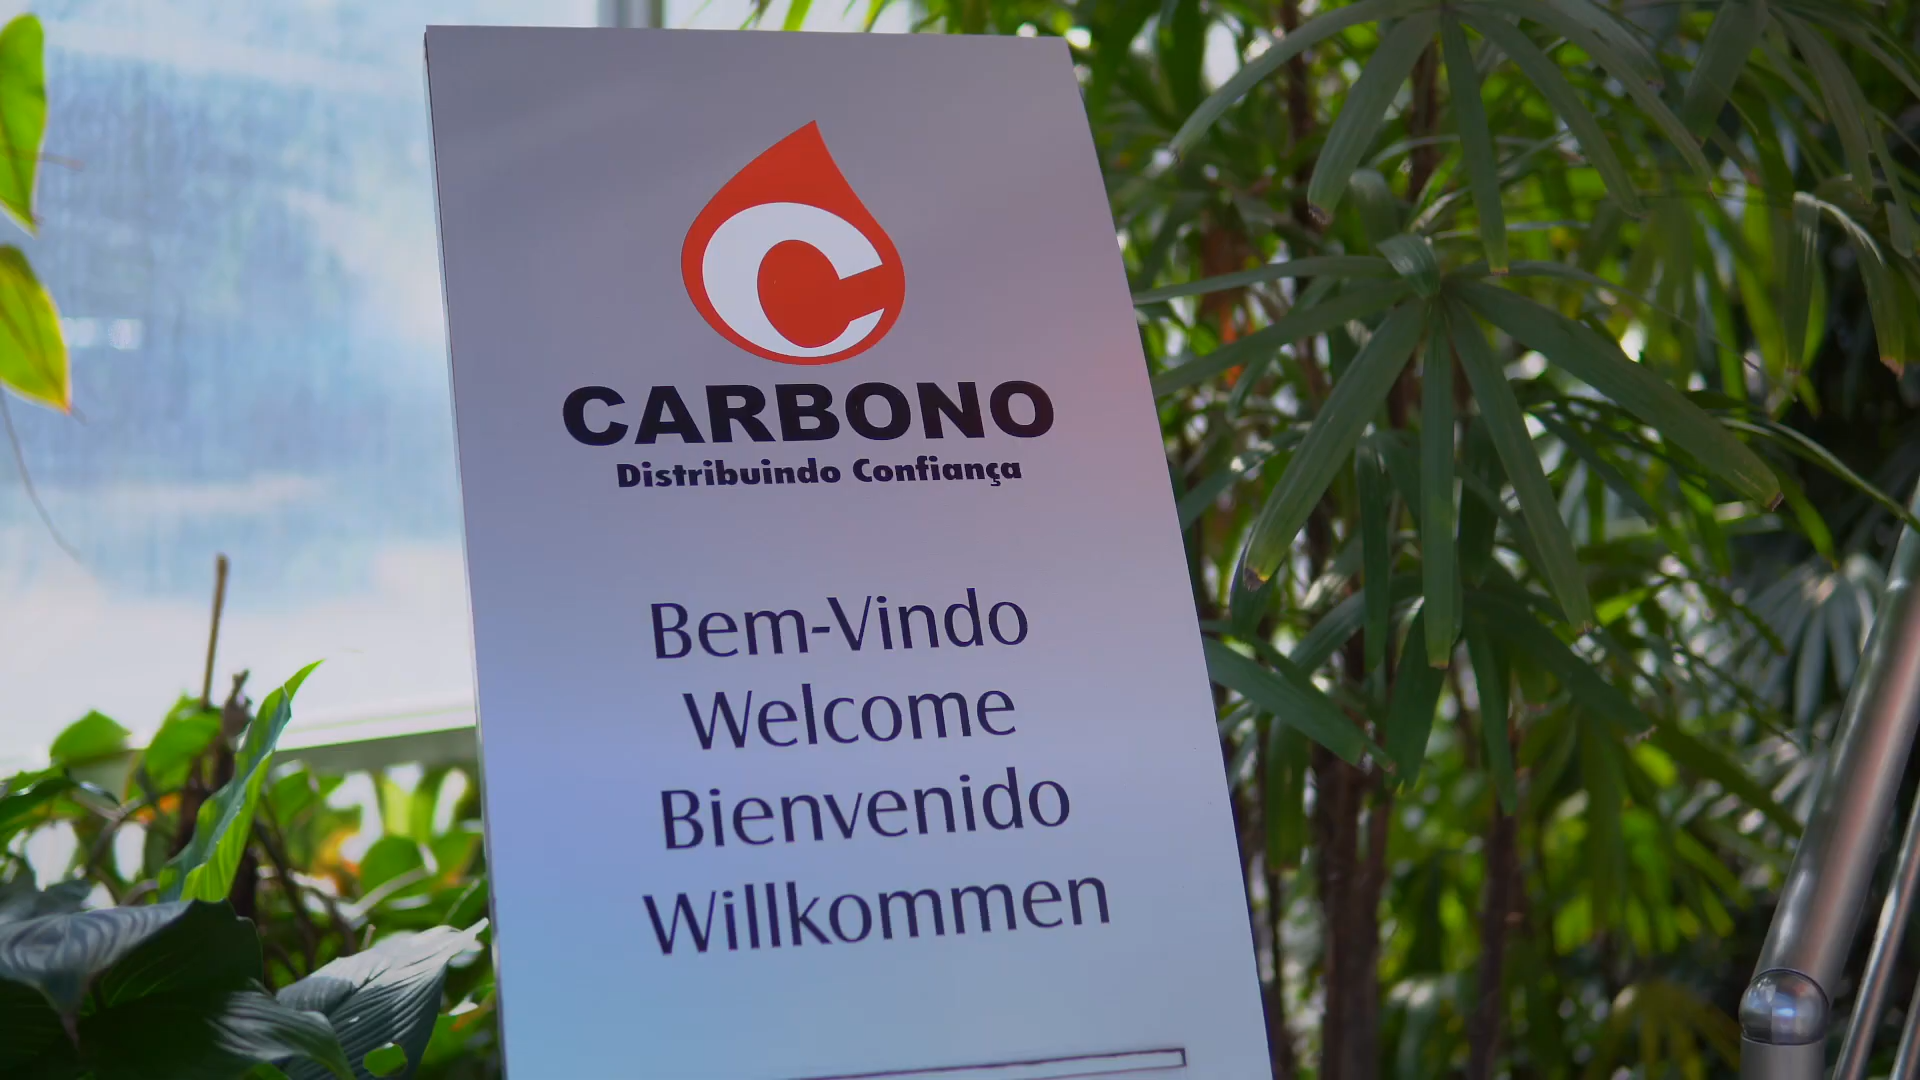 CARBONO
Distribuindo Confiança
Bem-Vindo
Welcome
Bienvenido
Willkommen